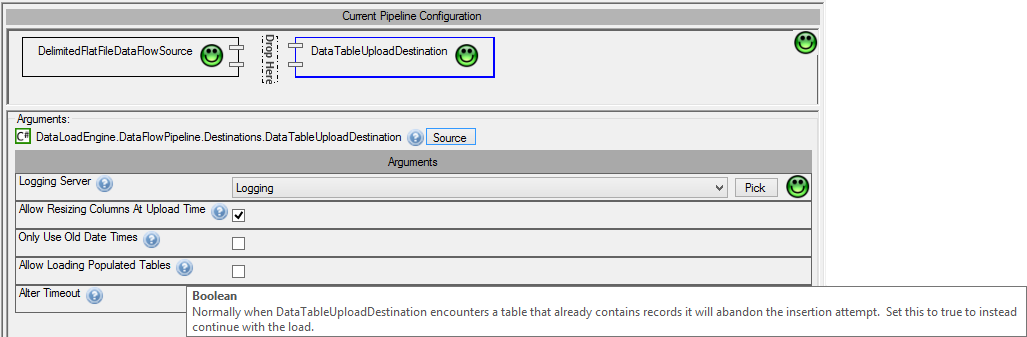 Current Pipeline Configuration
DelimitedFlatFileDataFlowSource
Drop Here
DataTableUploadDestination
Arguments:
C# DataLoadEngine.DataFlowPipeline.Destinations.DataTableUploadDestination ? Source
Arguments
Logging Server ? Logging Pick
Allow Resizing Columns At Upload Time ?
Only Use Old Date Times ?
Allow Loading Populated Tables ?
Alter Timeout ?
Boolean
Normally when DataTableUploadDestination encounters a table that already contains records it will abandon the insertion attempt.  Set this to true to instead
continue with the load.